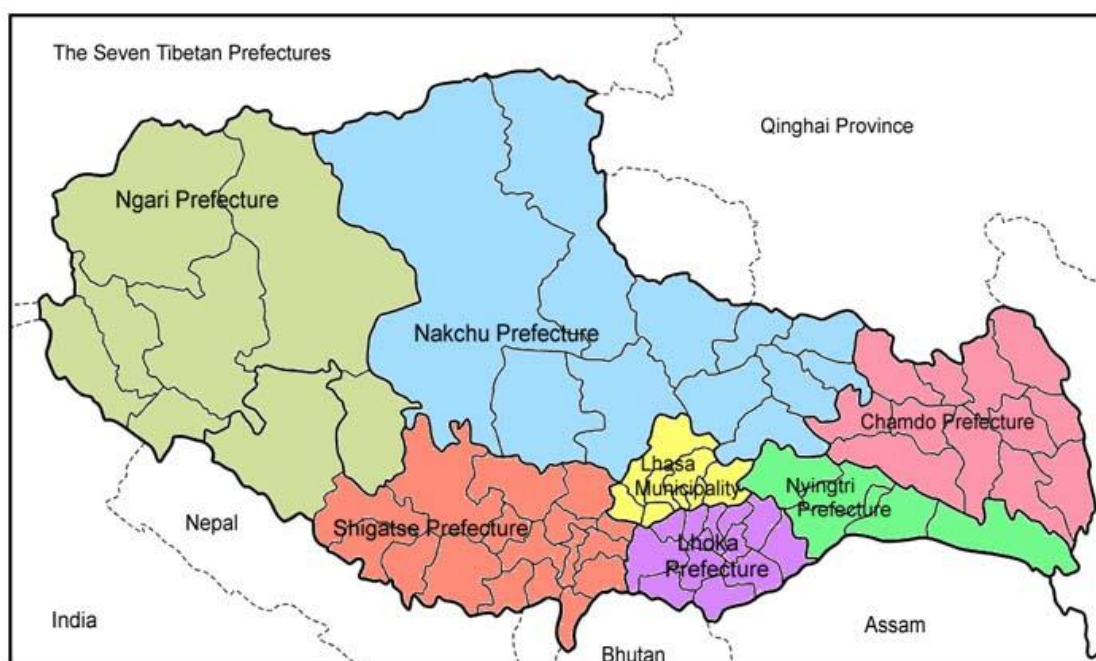 The Seven Tibetan Prefectures
Qinghai Province
Ngari Prefecture
Nakchu Prefecture
Chamdo Prefecture
Lhasa
Municipality
Nyingtri
Prefecture
Nepal
Shigatse Prefecture
Lhoka
Prefecture
India
Assam
Bhutan